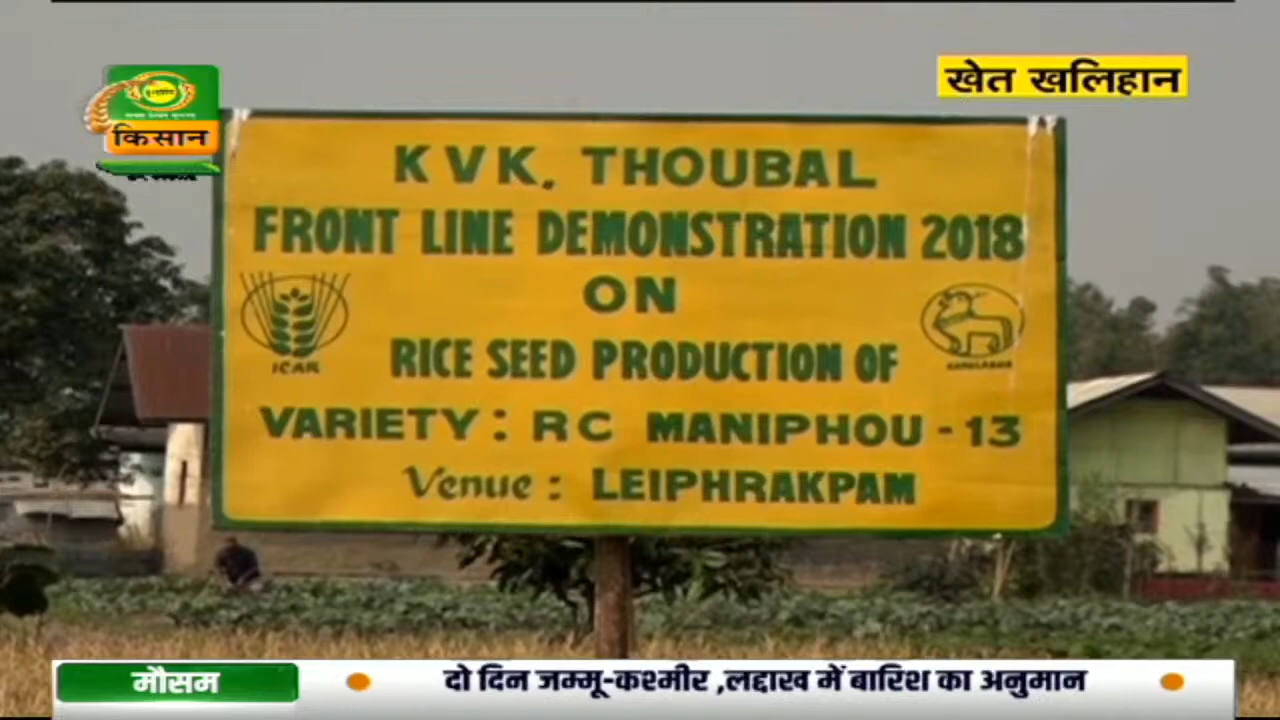 खेत खलिहान
किसान
KVK, THOUBAL
FRONT LINE DEMONSTRATION 2018
ON
ICAR
RICE SEED PRODUCTION OF
VARIETY : RC MANIPHOU - 13
Venue : LEIPHRAKPAM
मौसम
दो दिन जम्मू-कश्मीर ,लद्दाख में बारिश का अनुमान